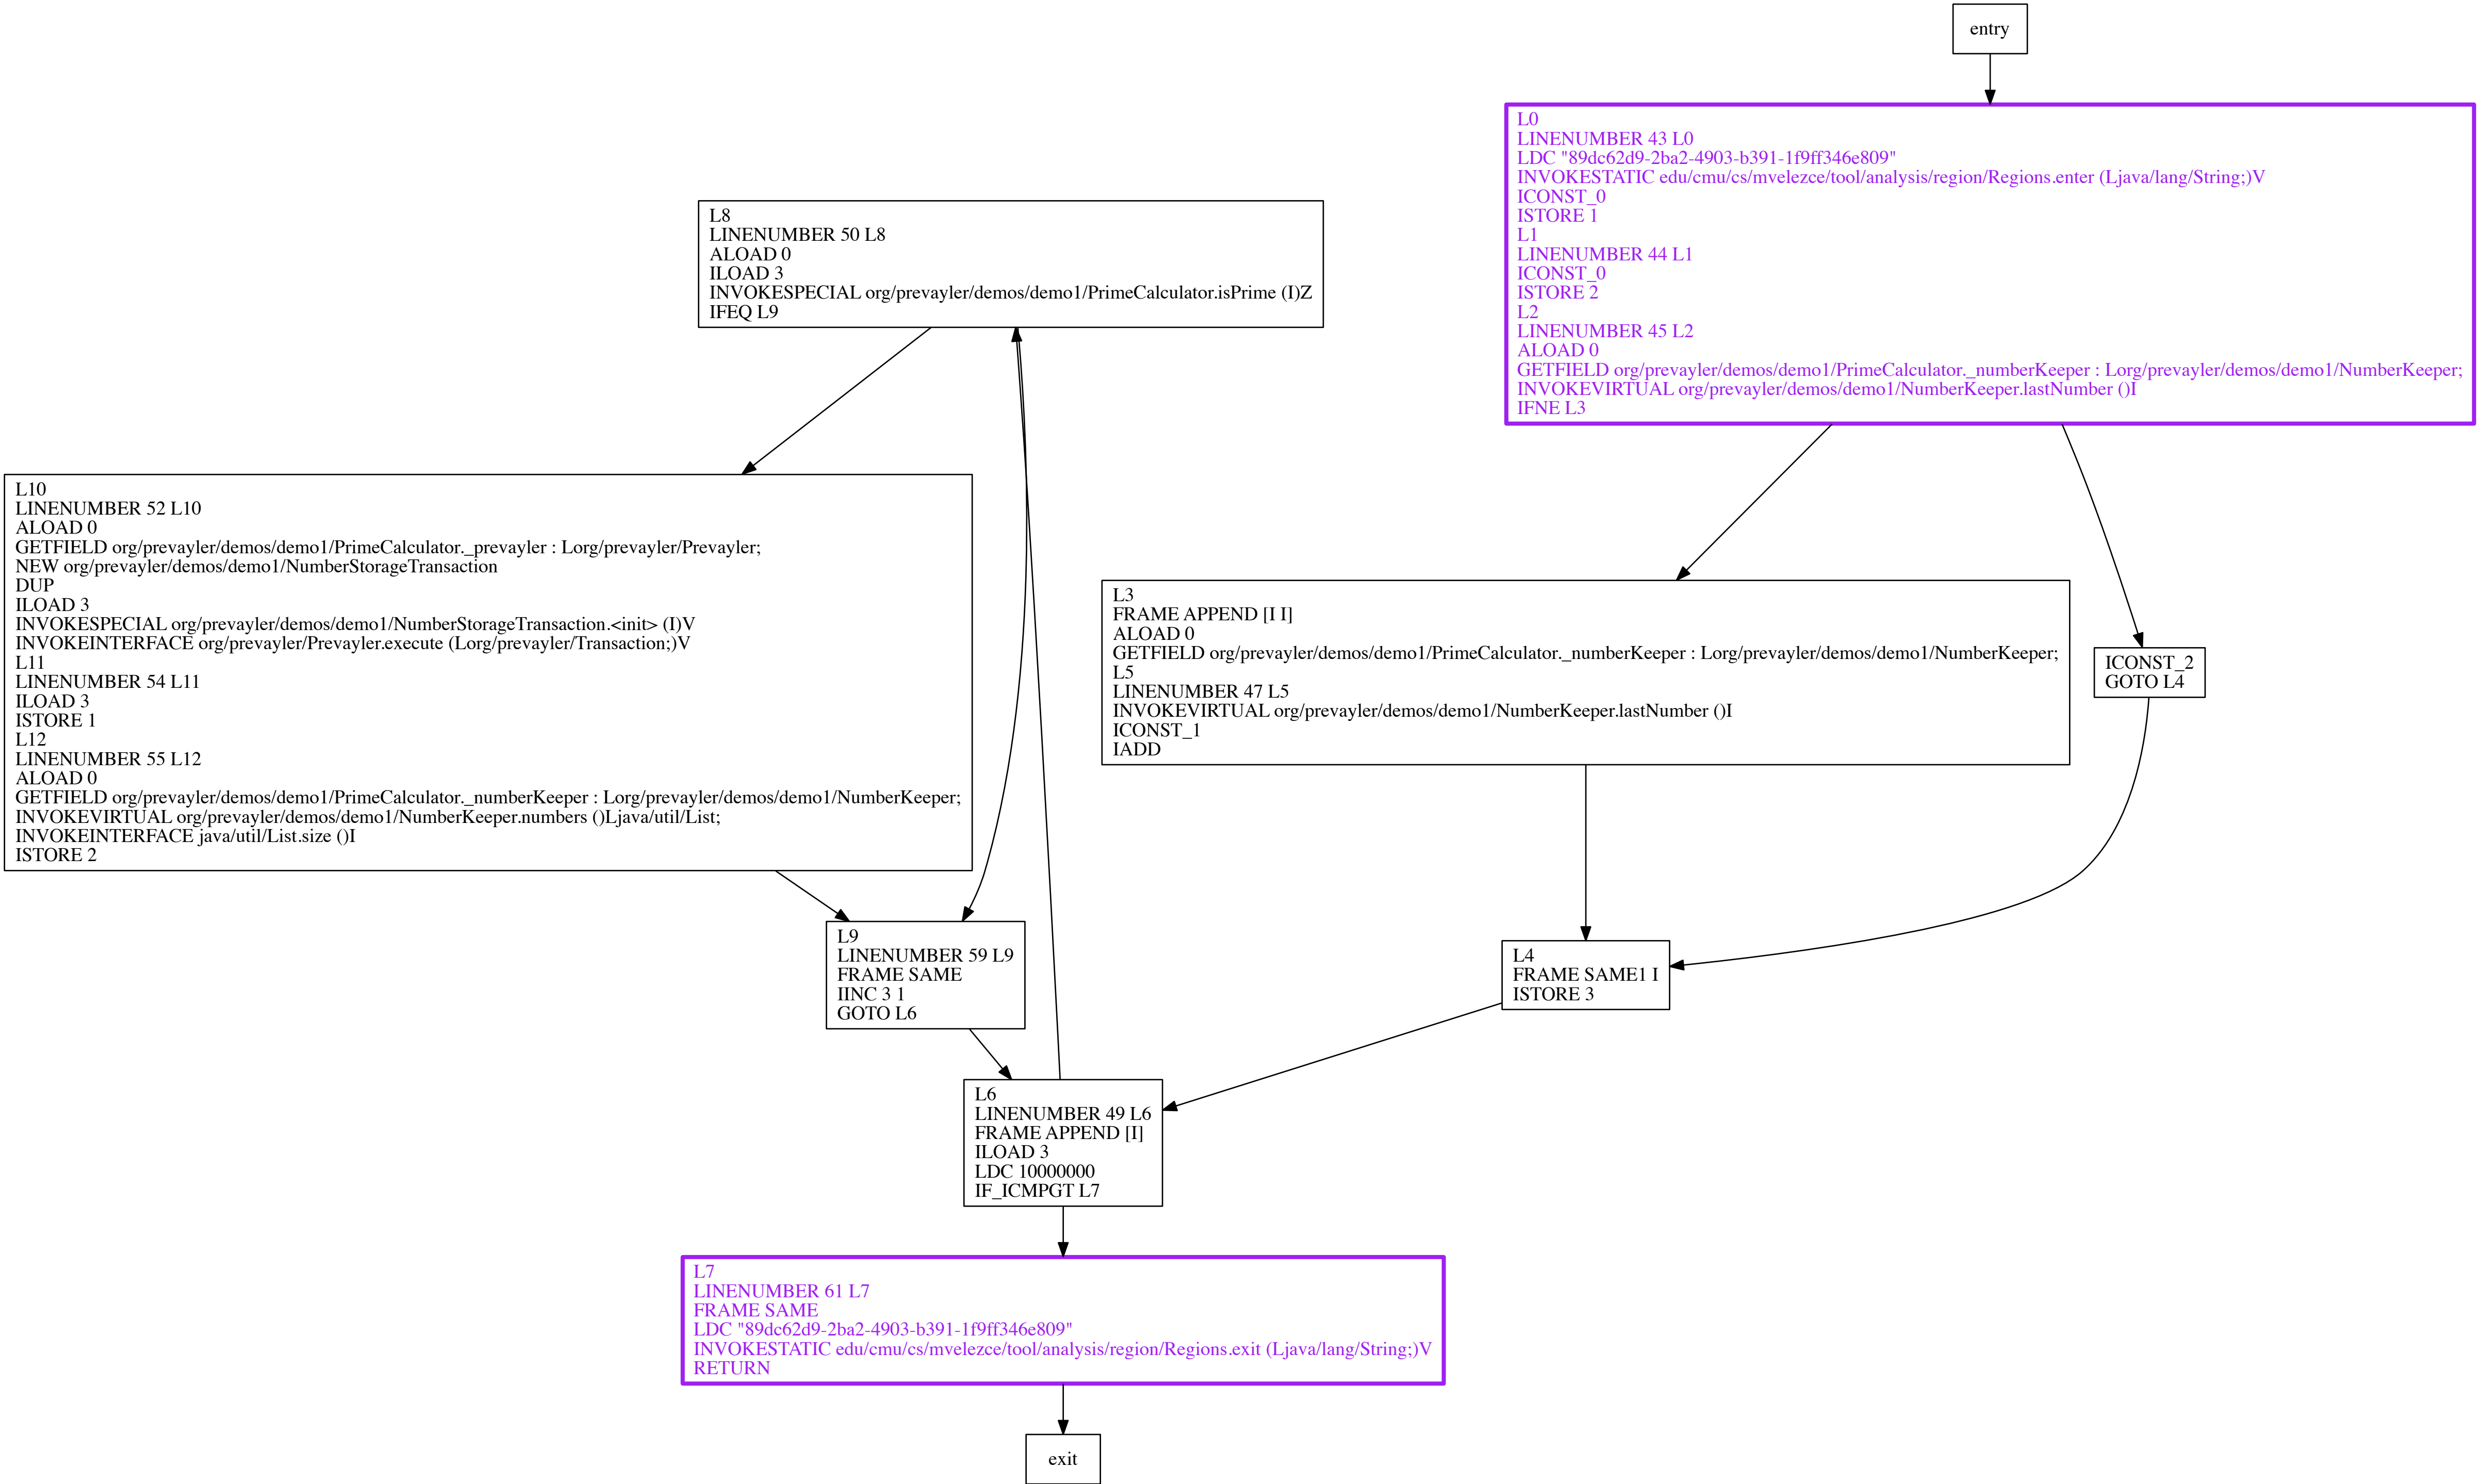 entry
L0
LINENUMBER 43 L0
LDC "89dc62d9-2ba2-4903-b391-1f9ff346e809"
INVOKESTATIC edu/cmu/cs/mvelezce/tool/analysis/region/Regions.enter (Ljava/lang/String;)V
ICONST_0
ISTORE 1
L1
LINENUMBER 44 L1
ICONST_0
ISTORE 2
L2
LINENUMBER 45 L2
ALOAD 0
GETFIELD org/prevayler/demos/demo1/PrimeCalculator._numberKeeper : Lorg/prevayler/demos/demo1/NumberKeeper;
INVOKEVIRTUAL org/prevayler/demos/demo1/NumberKeeper.lastNumber ()I
IFNE L3
L8
LINENUMBER 50 L8
ALOAD 0
ILOAD 3
INVOKESPECIAL org/prevayler/demos/demo1/PrimeCalculator.isPrime (I)Z
IFEQ L9
L10
LINENUMBER 52 L10
ALOAD 0
GETFIELD org/prevayler/demos/demo1/PrimeCalculator._prevayler : Lorg/prevayler/Prevayler;
NEW org/prevayler/demos/demo1/NumberStorageTransaction
DUP
ILOAD 3
INVOKESPECIAL org/prevayler/demos/demo1/NumberStorageTransaction.<init> (I)V
INVOKEINTERFACE org/prevayler/Prevayler.execute (Lorg/prevayler/Transaction;)V
L11
LINENUMBER 54 L11
ILOAD 3
ISTORE 1
L12
LINENUMBER 55 L12
ALOAD 0
GETFIELD org/prevayler/demos/demo1/PrimeCalculator._numberKeeper : Lorg/prevayler/demos/demo1/NumberKeeper;
INVOKEVIRTUAL org/prevayler/demos/demo1/NumberKeeper.numbers ()Ljava/util/List;
INVOKEINTERFACE java/util/List.size ()I
ISTORE 2
L3
FRAME APPEND [I I]
ALOAD 0
GETFIELD org/prevayler/demos/demo1/PrimeCalculator._numberKeeper : Lorg/prevayler/demos/demo1/NumberKeeper;
L5
LINENUMBER 47 L5
INVOKEVIRTUAL org/prevayler/demos/demo1/NumberKeeper.lastNumber ()I
ICONST_1
IADD
ICONST_2
GOTO L4
L9
LINENUMBER 59 L9
FRAME SAME
IINC 3 1
GOTO L6
L4
FRAME SAME1 I
ISTORE 3
L6
LINENUMBER 49 L6
FRAME APPEND [I]
ILOAD 3
LDC 10000000
IF_ICMPGT L7
L7
LINENUMBER 61 L7
FRAME SAME
LDC "89dc62d9-2ba2-4903-b391-1f9ff346e809"
INVOKESTATIC edu/cmu/cs/mvelezce/tool/analysis/region/Regions.exit (Ljava/lang/String;)V
RETURN
exit